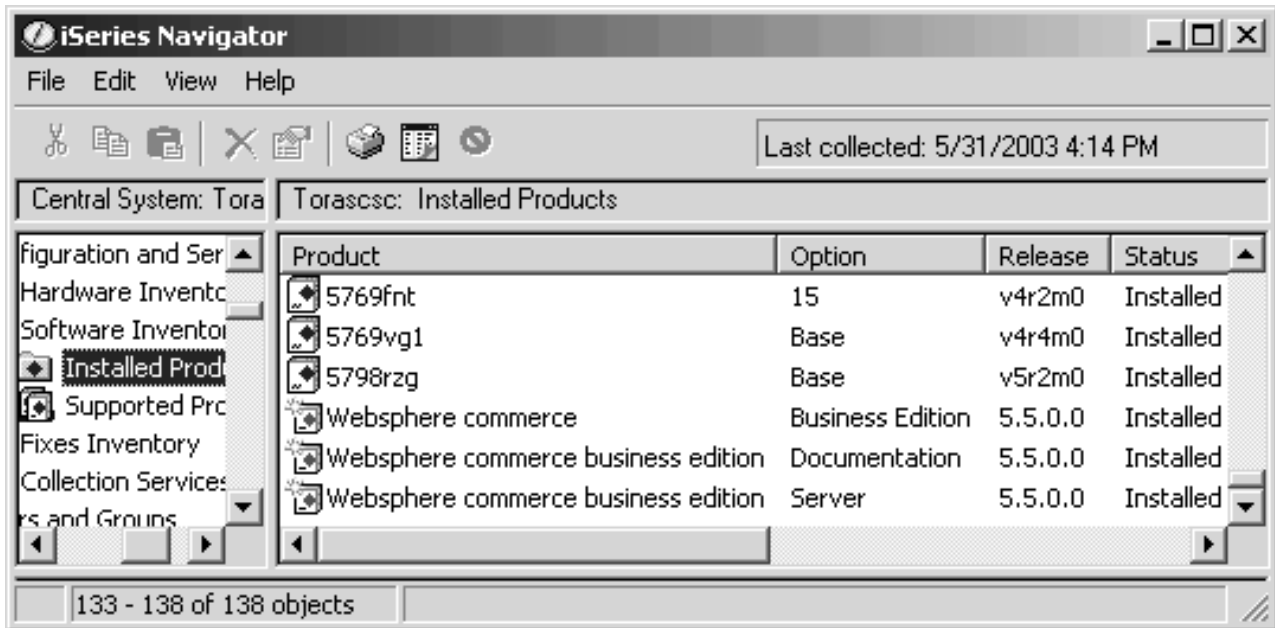 iSeries Navigator
File Edit View Help
Last collected: 5/31/2003 4:14 PM
Central System: Tora
Torascsc: Installed Products
figuration and Ser
Hardware Invento
Software Inventor
Installed Produ
Supported Pro
Fixes Inventory
Collection Services
rs and Groups
Product Option Release Status
5769fnt 15 v4r2m0 Installed
5769vg1 Base v4r4m0 Installed
5798rzg Base v5r2m0 Installed
Websphere commerce Business Edition 5.5.0.0 Installed
Websphere commerce business edition Documentation 5.5.0.0 Installed
Websphere commerce business edition Server 5.5.0.0 Installed
133 - 138 of 138 objects